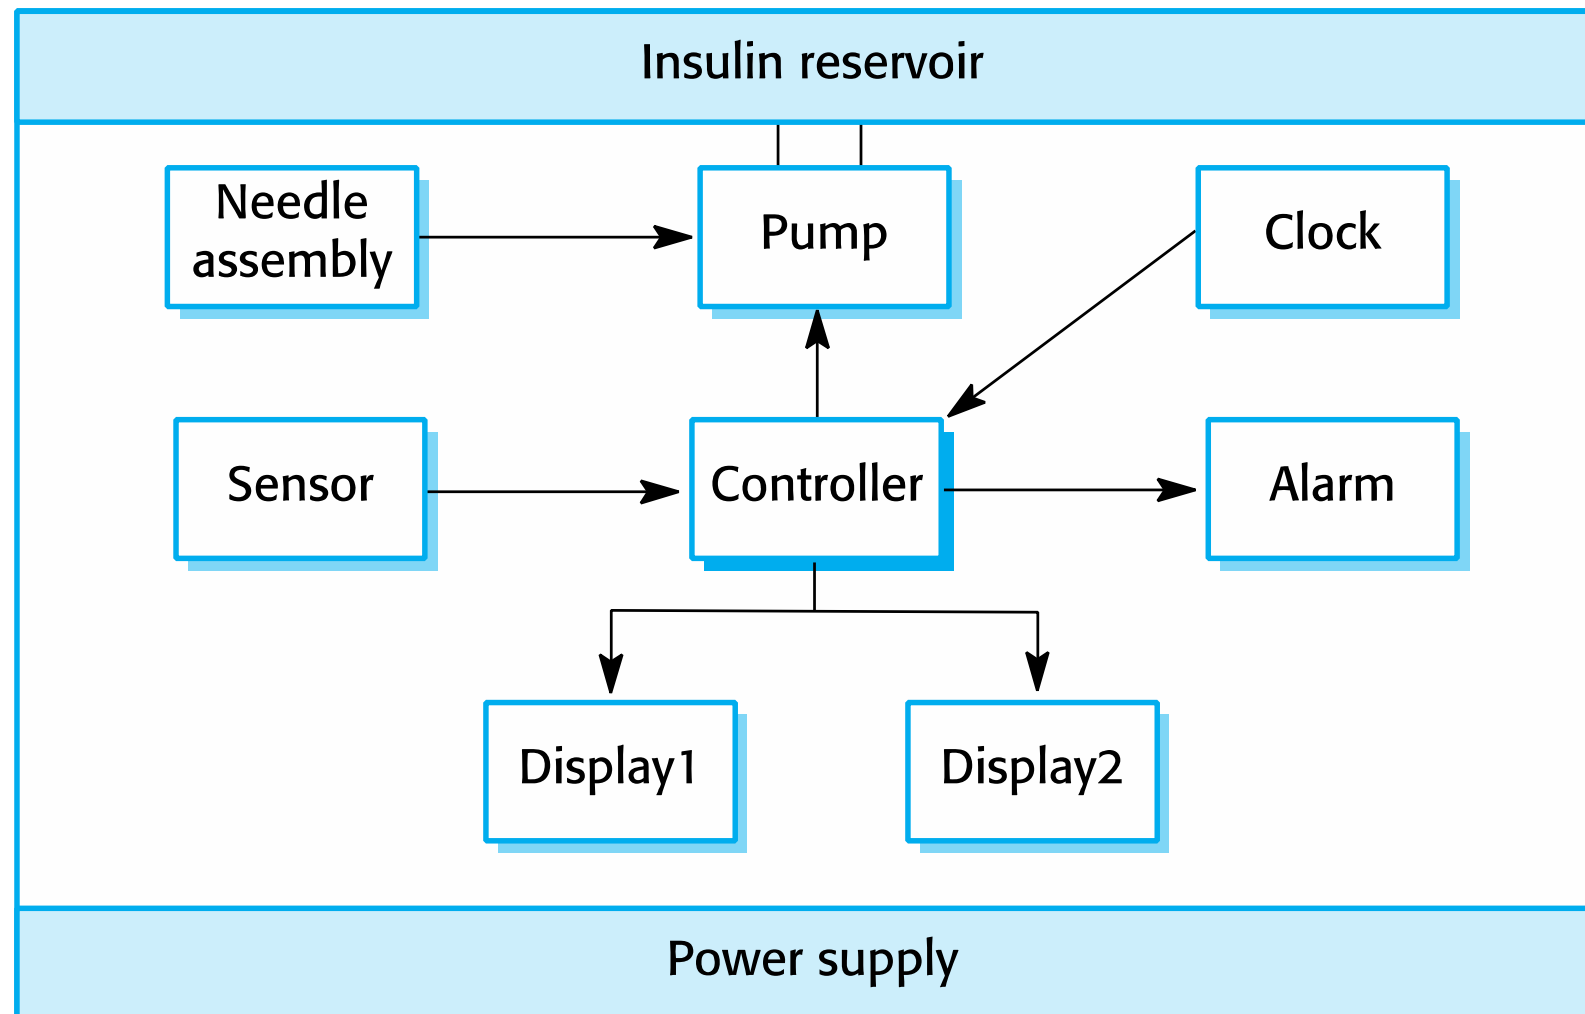 Insulin reservoir
Needle
assembly
Pump
Clock
Sensor
Controller
Alarm
Display1
Display2
Power supply